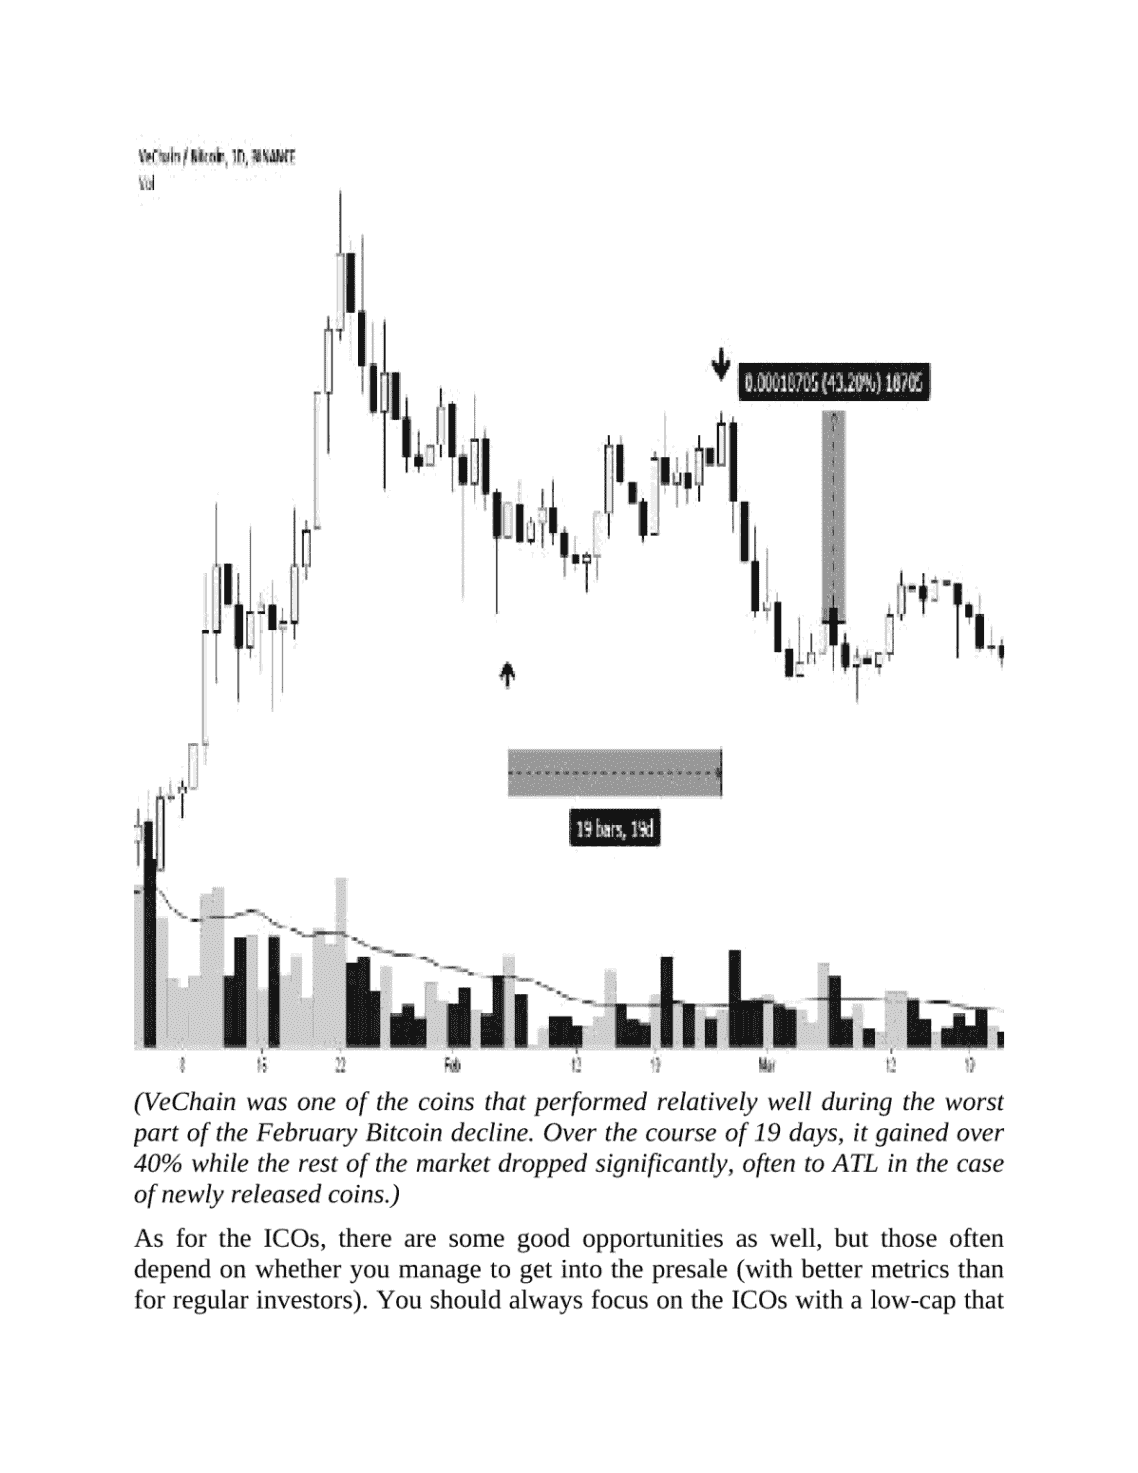 VeChain / Bitcoin, 1D, BINANCE
Vol
0.00010705 (43.20%) 10705
19 bars, 19d
8 15 22 Feb 12 19 Mar 12 19
(VeChain was one of the coins that performed relatively well during the worst
part of the February Bitcoin decline. Over the course of 19 days, it gained over
40% while the rest of the market dropped significantly, often to ATL in the case
of newly released coins.)
As for the ICOs, there are some good opportunities as well, but those often
depend on whether you manage to get into the presale (with better metrics than
for regular investors). You should always focus on the ICOs with a low-cap that